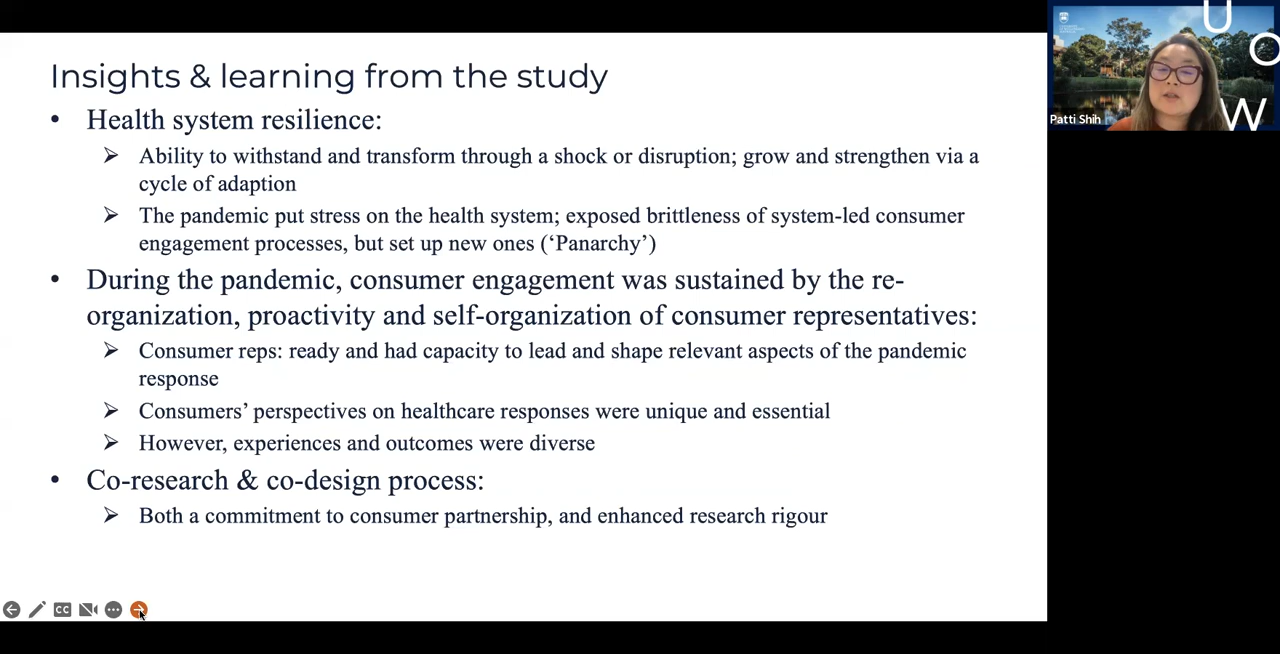 Insights & learning from the study
• Health system resilience:
➢ Ability to withstand and transform through a shock or disruption; grow and strengthen via a
cycle of adaption
➢ The pandemic put stress on the health system; exposed brittleness of system-led consumer
engagement processes, but set up new ones (‘Panarchy’)
• During the pandemic, consumer engagement was sustained by the re-
organization, proactivity and self-organization of consumer representatives:
➢ Consumer reps: ready and had capacity to lead and shape relevant aspects of the pandemic
response
➢ Consumers’ perspectives on healthcare responses were unique and essential
➢ However, experiences and outcomes were diverse
• Co-research & co-design process:
➢ Both a commitment to consumer partnership, and enhanced research rigour
CC
U
O
W
Patti Shih